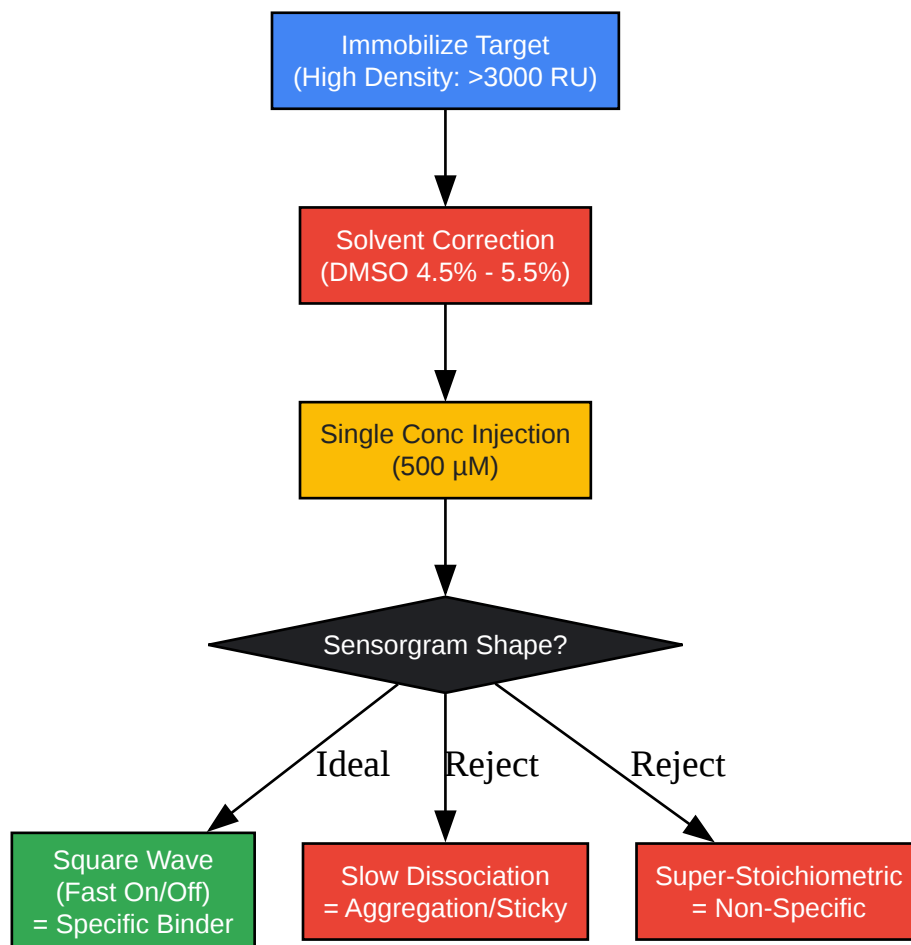 Immobilize Target
(High Density: >3000 RU)
Solvent Correction
(DMSO 4.5% - 5.5%)
Single Conc Injection
(500 µM)
Sensorgram Shape?
Ideal
Reject
Reject
Square Wave
(Fast On/Off)
= Specific Binder
Slow Dissociation
= Aggregation/Sticky
Super-Stoichiometric
= Non-Specific